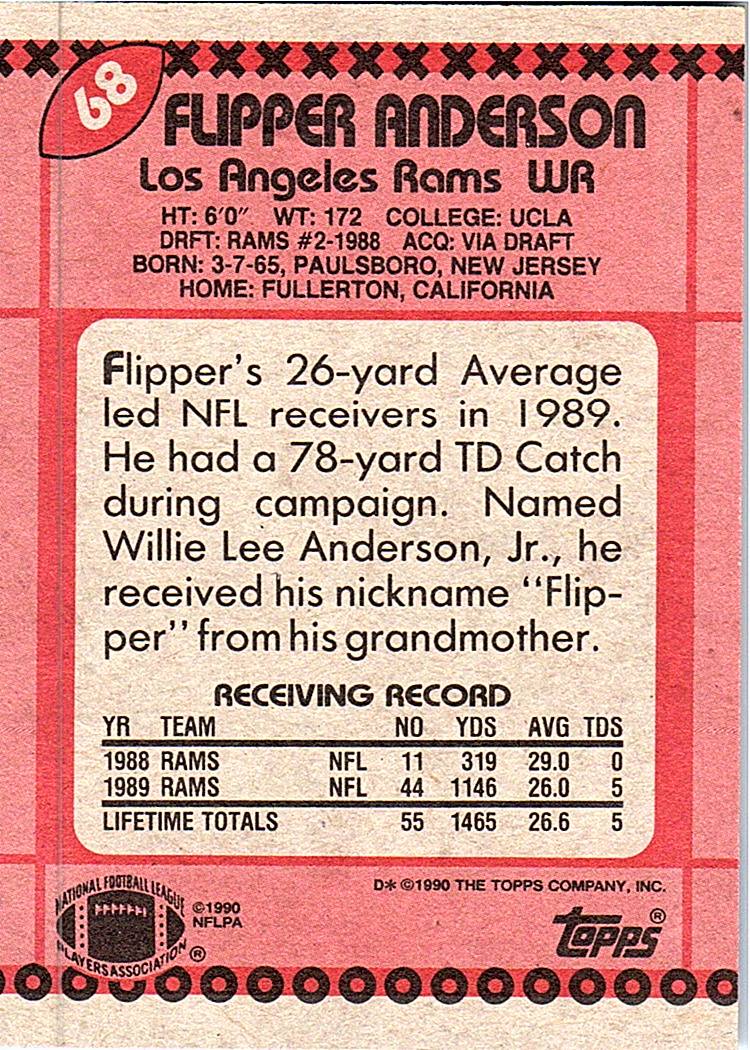 68
FLIPPER ANDERSON
Los Angeles Rams WR
HT: 6'0" WT: 172 COLLEGE: UCLA
DRFT: RAMS #2-1988 ACQ: VIA DRAFT
BORN: 3-7-65, PAULSBORO, NEW JERSEY
HOME: FULLERTON, CALIFORNIA
Flipper's 26-yard Average
led NFL receivers in 1989.
He had a 78-yard TD Catch
during campaign. Named
Willie Lee Anderson, Jr., he
received his nickname "Flip-
per" from his grandmother.
RECEIVING RECORD
YR TEAM NO YDS AVG TDS
1988 RAMS NFL 11 319 29.0 0
1989 RAMS NFL 44 1146 26.0 5
LIFETIME TOTALS 55 1465 26.6 5
D* ©1990 THE TOPPS COMPANY, INC.
NATIONAL FOOTBALL LEAGUE
PLAYERS ASSOCIATION
®
©1990
NFLPA
TOPPS®